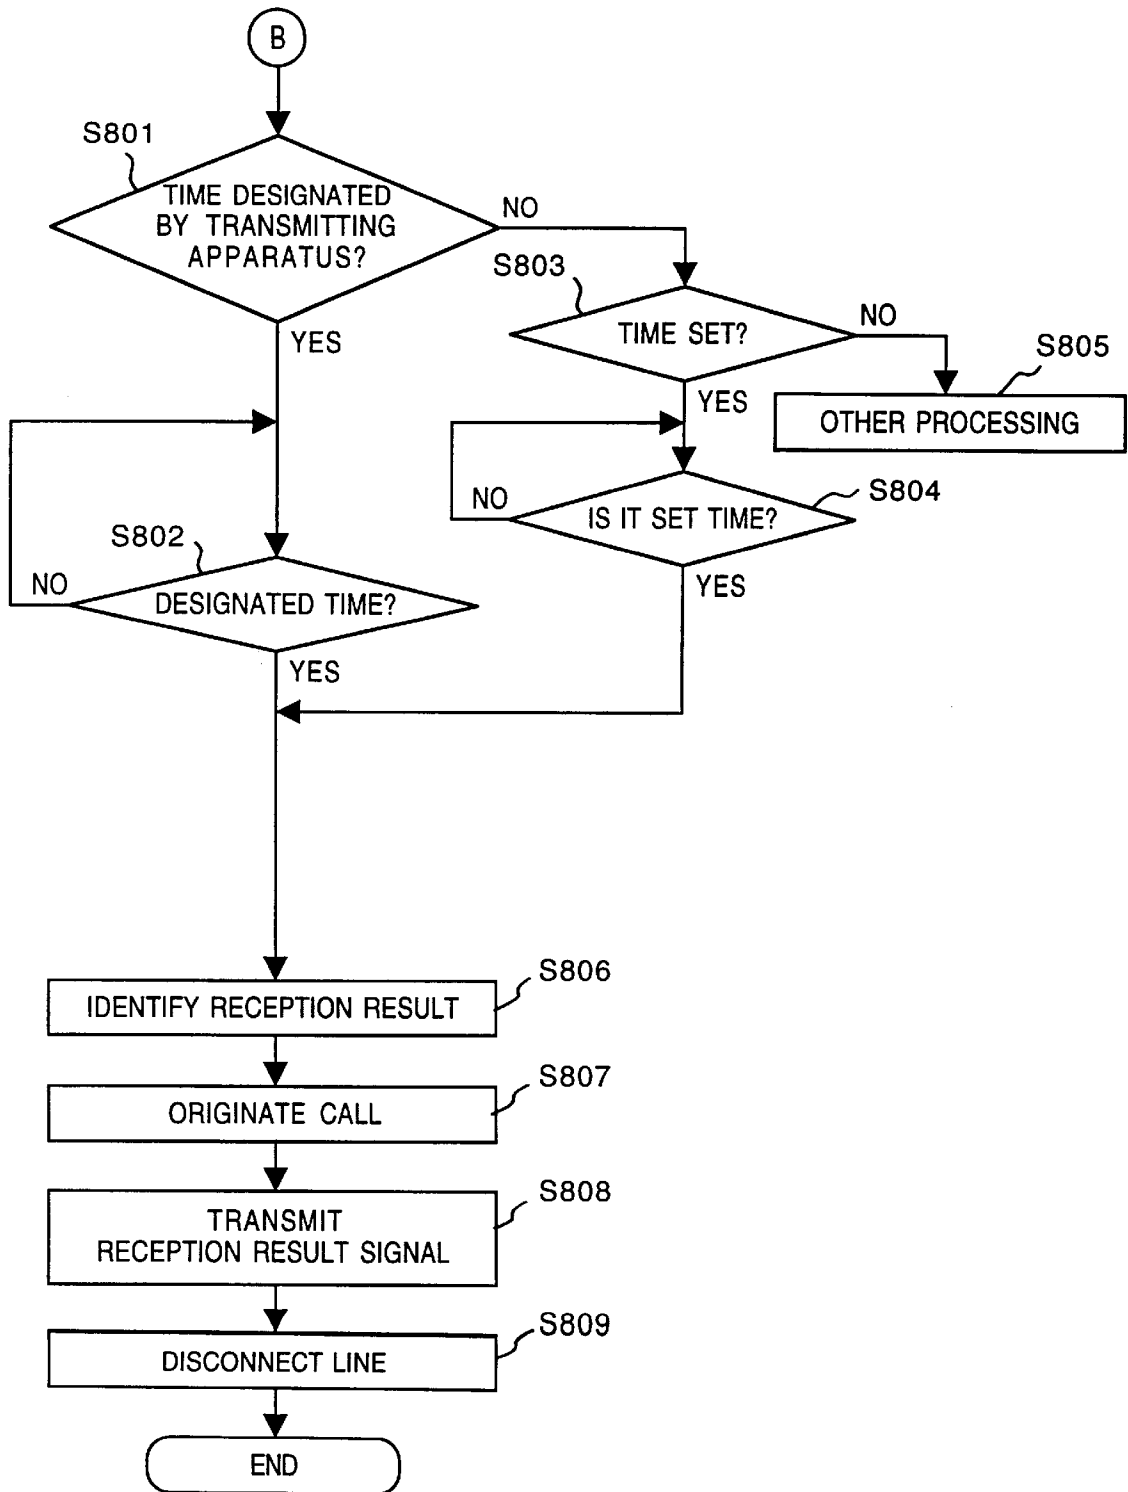 B
S801
TIME DESIGNATED
BY TRANSMITTING
APPARATUS?
NO
YES
S803
TIME SET?
NO
YES
S805
OTHER PROCESSING
S804
IS IT SET TIME?
NO
YES
S802
DESIGNATED TIME?
NO
YES
S806
IDENTIFY RECEPTION RESULT
S807
ORIGINATE CALL
S808
TRANSMIT
RECEPTION RESULT SIGNAL
S809
DISCONNECT LINE
END